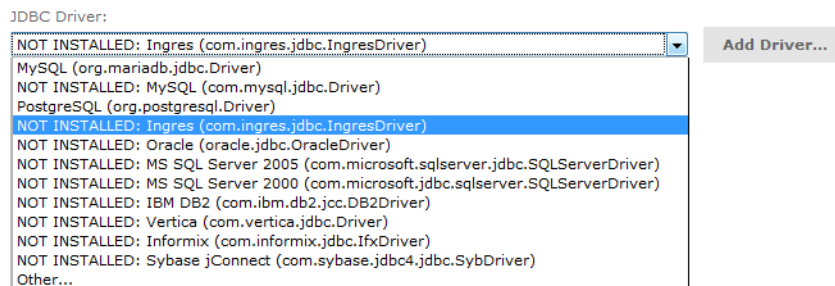 JDBC Driver:
NOT INSTALLED: Ingres (com.ingres.jdbc.IngresDriver)
Add Driver...
MySQL (org.mariadb.jdbc.Driver)
NOT INSTALLED: MySQL (com.mysql.jdbc.Driver)
PostgreSQL (org.postgresql.Driver)
NOT INSTALLED: Ingres (com.ingres.jdbc.IngresDriver)
NOT INSTALLED: Oracle (oracle.jdbc.OracleDriver)
NOT INSTALLED: MS SQL Server 2005 (com.microsoft.sqlserver.jdbc.SQLServerDriver)
NOT INSTALLED: MS SQL Server 2000 (com.microsoft.jdbc.sqlserver.SQLServerDriver)
NOT INSTALLED: IBM DB2 (com.ibm.db2.jcc.DB2Driver)
NOT INSTALLED: Vertica (com.vertica.jdbc.Driver)
NOT INSTALLED: Informix (com.informix.jdbc.IfxDriver)
NOT INSTALLED: Sybase jConnect (com.sybase.jdbc4.jdbc.SybDriver)
Other...